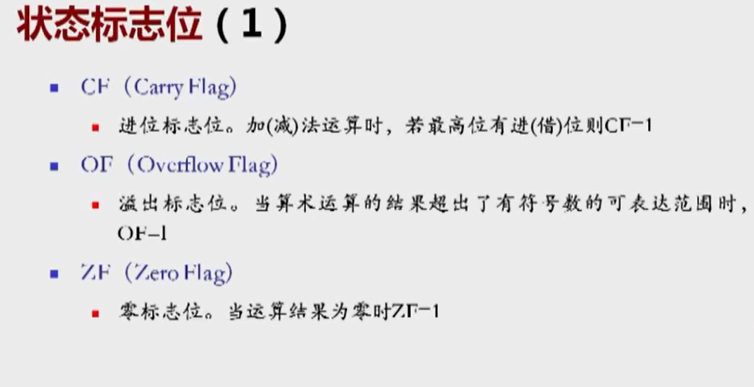 状态标志位（1）
CF（Carry Flag）
进位标志位。加(减)法运算时，若最高位有进(借)位则CF=1
OF（Overflow Flag）
溢出标志位。当算术运算的结果超出了有符号数的可表达范围时，
OF=1
ZF（Zero Flag）
零标志位。当运算结果为零时ZF=1